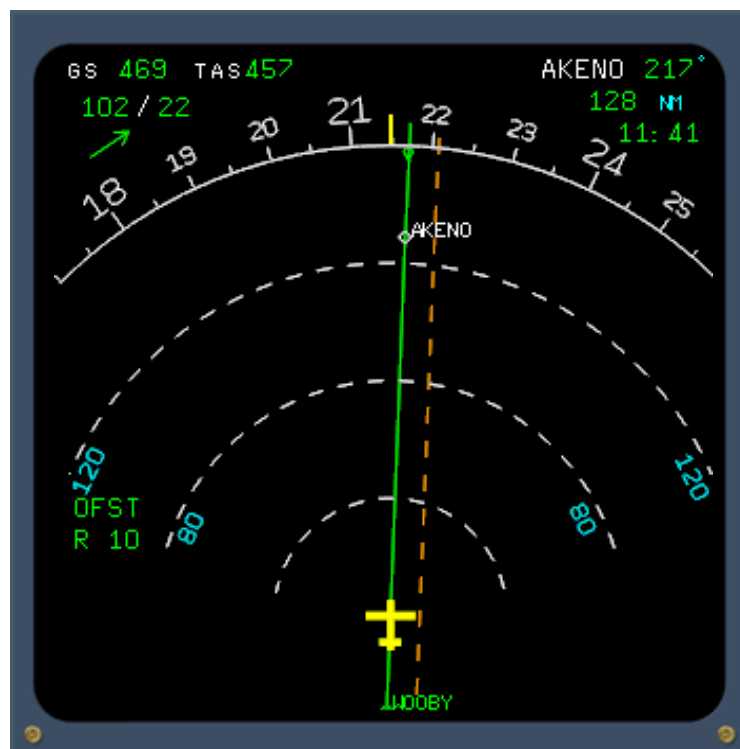 GS 469 TAS457
AKENO 217°
102/22
128 NM
11:41
18 19 20 21 22 23 24 25
AKENO
120
120
80
80
OFST
R 10
WOOBY